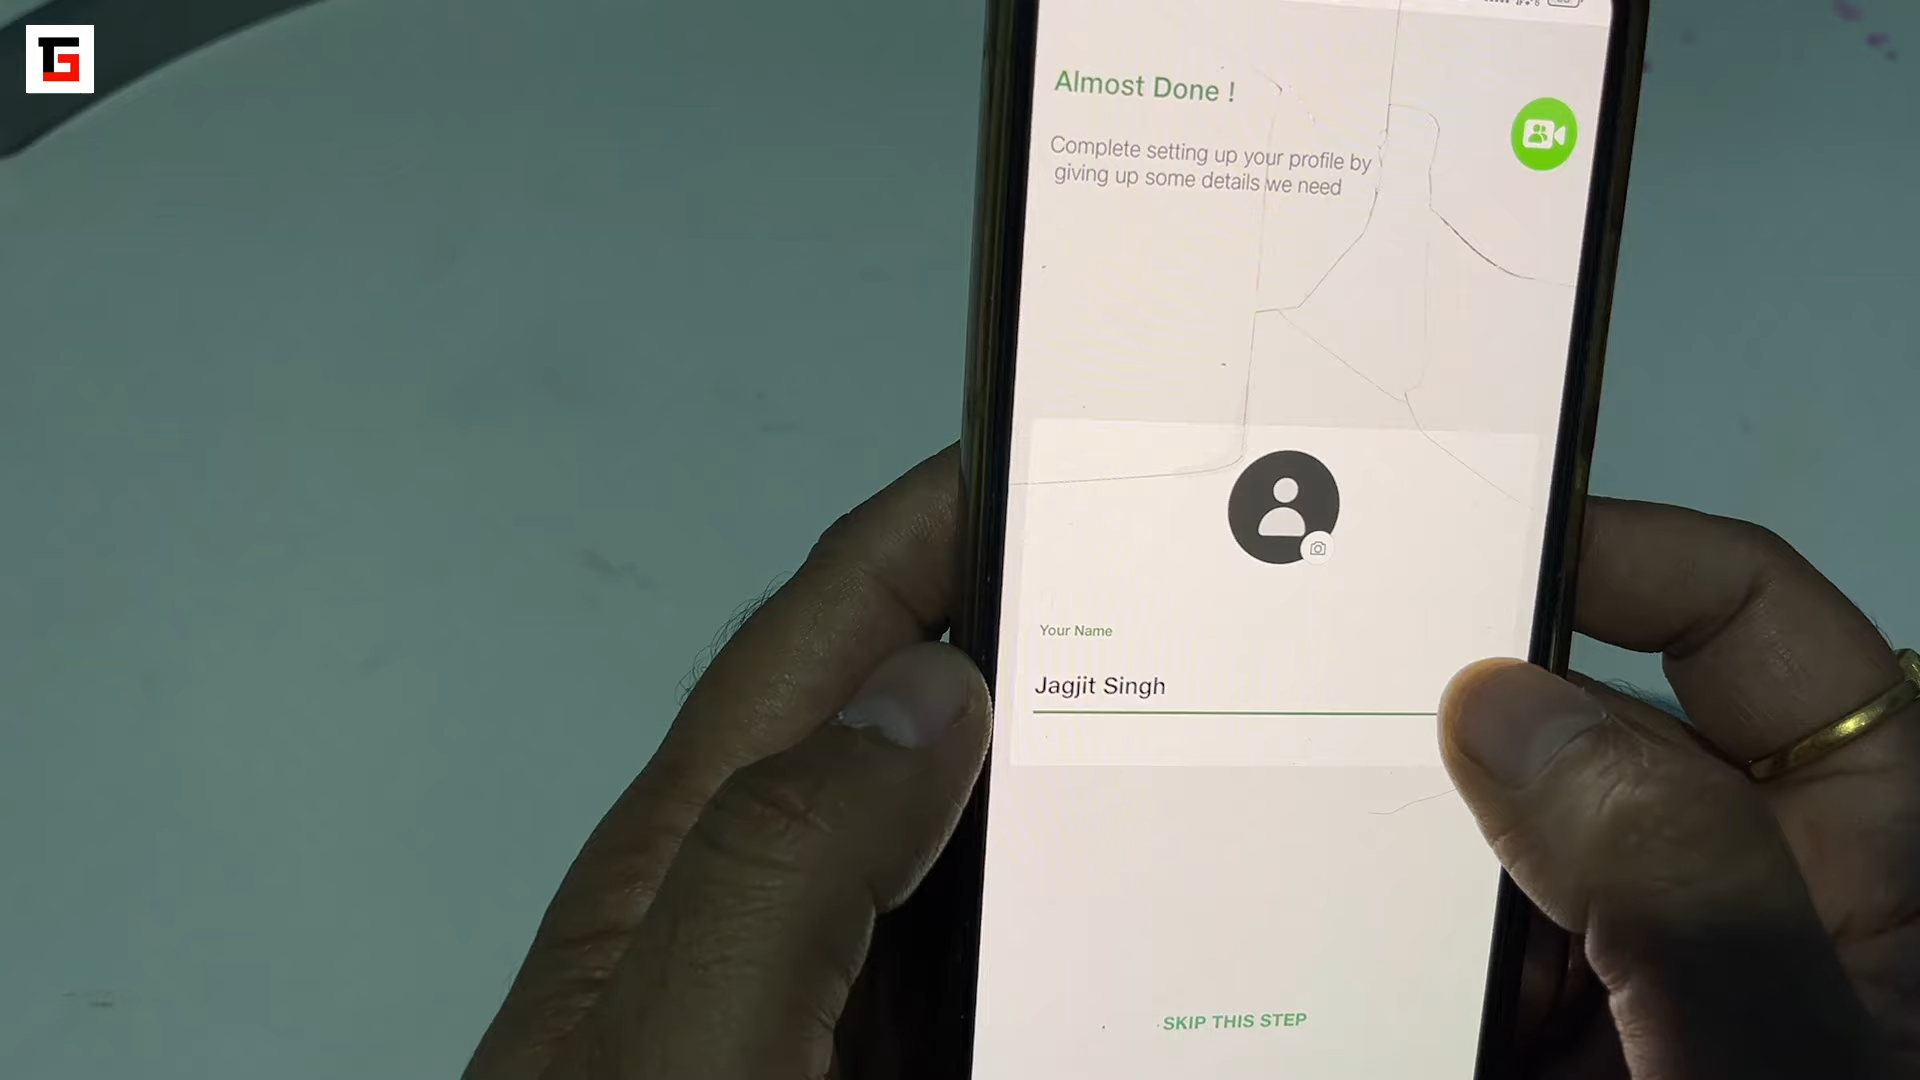 TG
Almost Done !
Complete setting up your profile by
giving up some details we need
Your Name
Jagjit Singh
SKIP THIS STEP